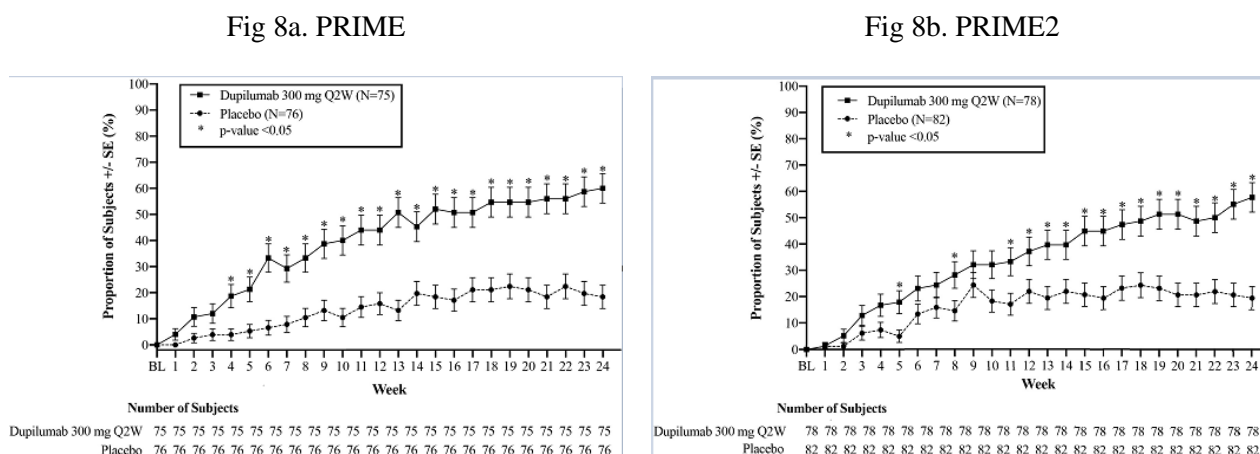 Fig 8a. PRIME
100
90
80
70
60
50
40
30
20
10
0
Proportion of Subjects +/- SE (%)
Dupilumab 300 mg Q2W (N=75)
Placebo (N=76)
* p-value <0.05
BL 1 2 3 4 5 6 7 8 9 10 11 12 13 14 15 16 17 18 19 20 21 22 23 24
Week
Number of Subjects
Dupilumab 300 mg Q2W 75 75 75 75 75 75 75 75 75 75 75 75 75 75 75 75 75 75 75 75 75 75 75 75 75
Placebo 76 76 76 76 76 76 76 76 76 76 76 76 76 76 76 76 76 76 76 76 76 76 76 76 76
Fig 8b. PRIME2
100
90
80
70
60
50
40
30
20
10
0
Proportion of Subjects +/- SE (%)
Dupilumab 300 mg Q2W (N=78)
Placebo (N=82)
* p-value <0.05
BL 1 2 3 4 5 6 7 8 9 10 11 12 13 14 15 16 17 18 19 20 21 22 23 24
Week
Number of Subjects
Dupilumab 300 mg Q2W 78 78 78 78 78 78 78 78 78 78 78 78 78 78 78 78 78 78 78 78 78 78 78 78 78
Placebo 82 82 82 82 82 82 82 82 82 82 82 82 82 82 82 82 82 82 82 82 82 82 82 82 82